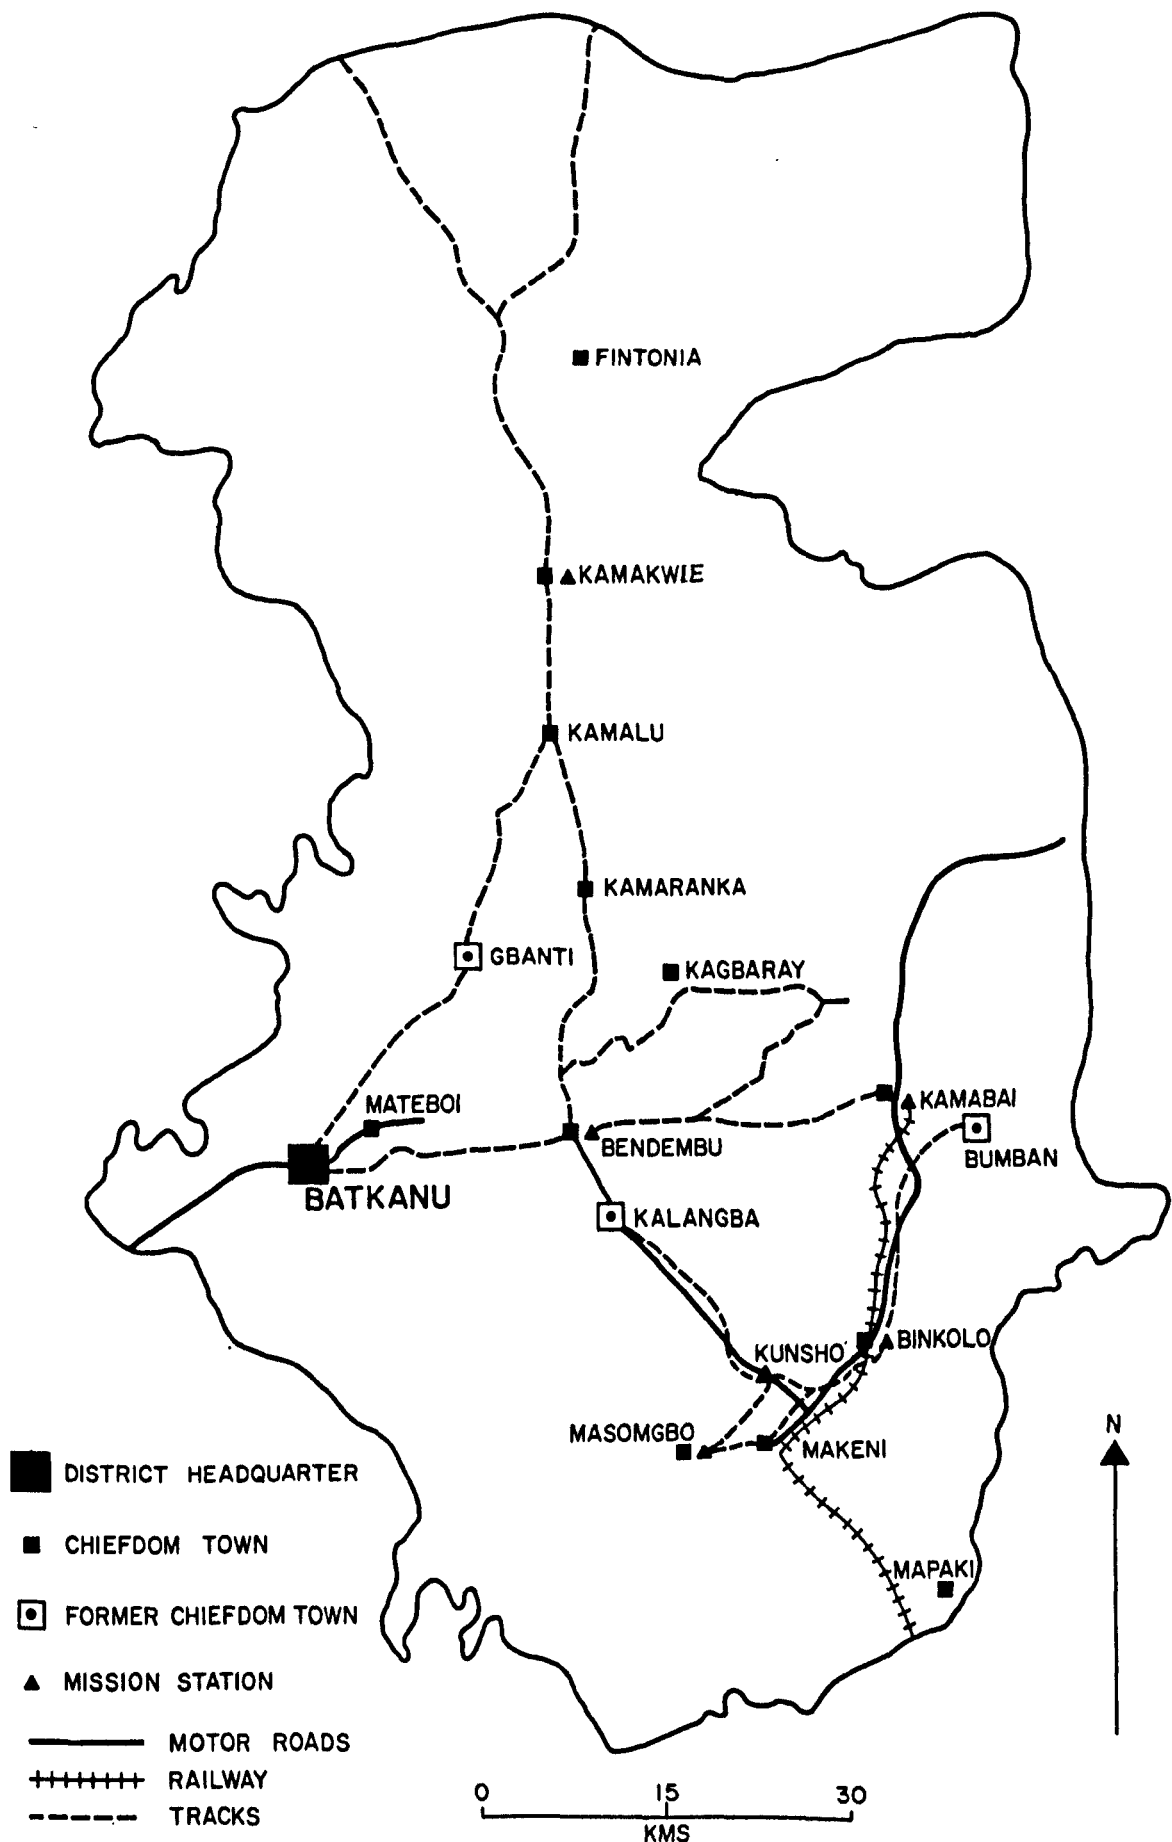 FINTONIA
KAMAKWIE
KAMALU
KAMARANKA
GBANTI
KAGBARAY
MATEBOI
KAMABAI
BENDEMBU
BUMBAN
BATKANU
KALANGBA
BINKOLO
KUNSHO
MASOMGBO
MAKENI
N
DISTRICT HEADQUARTER
CHIEFDOM TOWN
MAPAKI
FORMER CHIEFDOM TOWN
MISSION STATION
MOTOR ROADS
RAILWAY
TRACKS
0 15 30
KMS